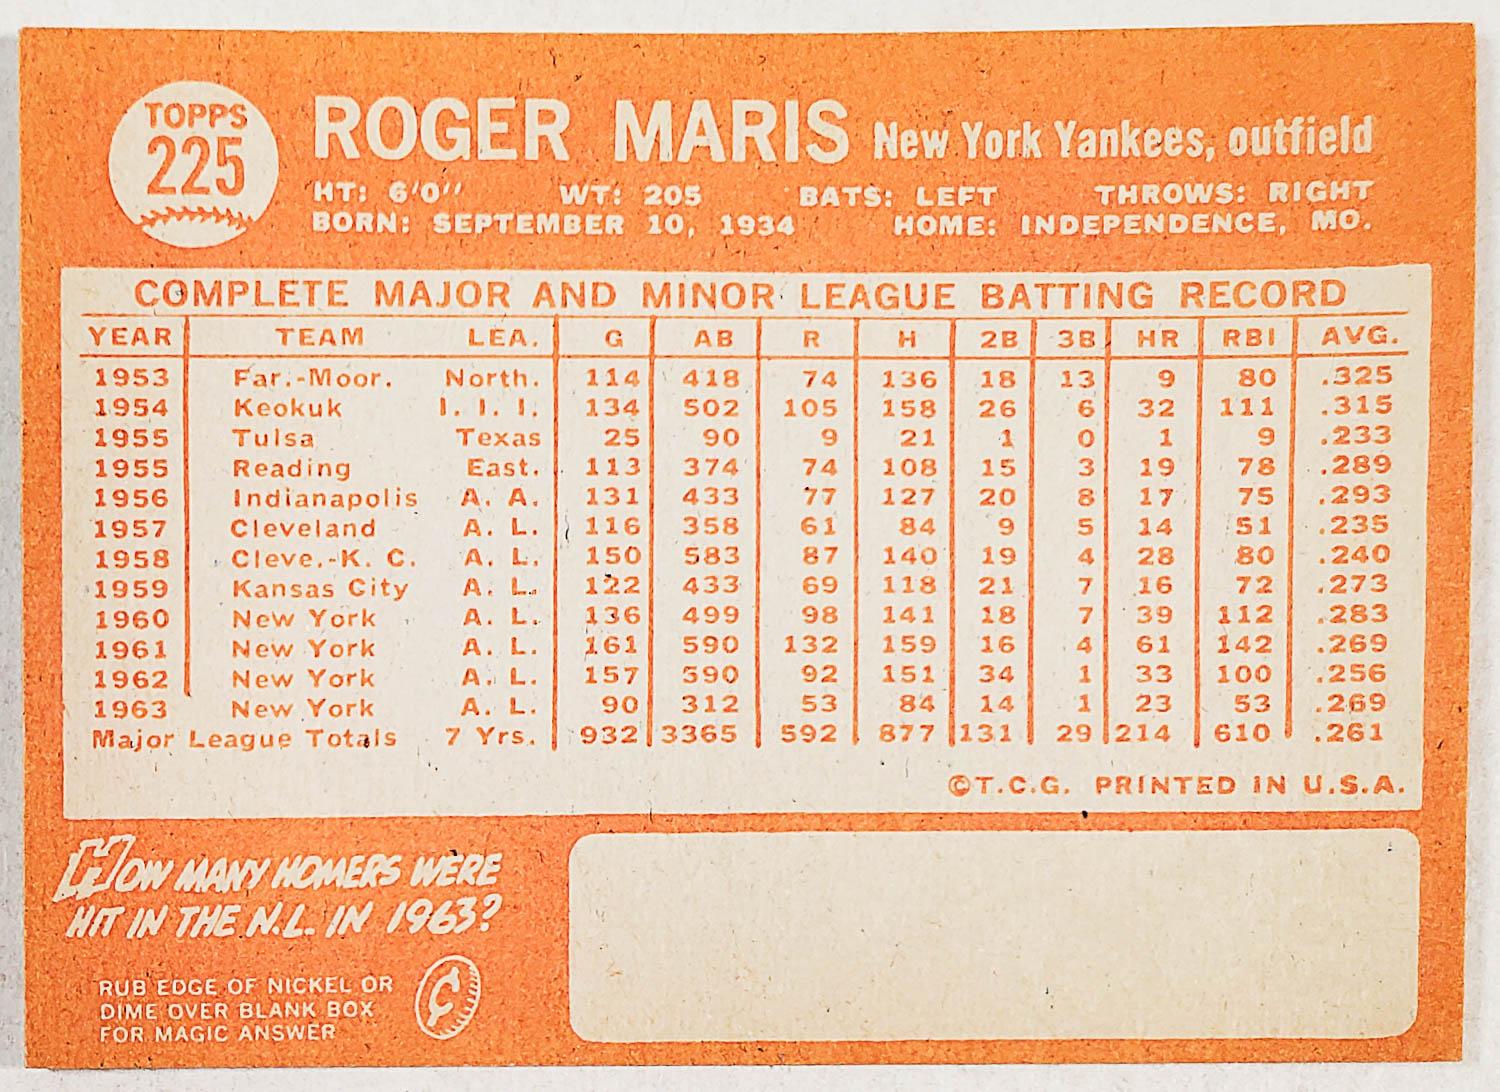 TOPPS
225
ROGER MARIS New York Yankees, outfield
HT: 6'0" WT: 205 BATS: LEFT THROWS: RIGHT
BORN: SEPTEMBER 10, 1934 HOME: INDEPENDENCE, MO.
COMPLETE MAJOR AND MINOR LEAGUE BATTING RECORD
YEAR TEAM LEA. G AB R H 2B 3B HR RBI AVG.
1953 Far.-Moor. North. 114 418 74 136 18 13 9 80 .325
1954 Keokuk I. I. I. 134 502 105 158 26 6 32 111 .315
1955 Tulsa Texas 25 90 9 21 1 0 1 9 .233
1955 Reading East. 113 374 74 108 15 3 19 78 .289
1956 Indianapolis A. A. 131 433 77 127 20 8 17 75 .293
1957 Cleveland A. L. 116 358 61 84 9 5 14 51 .235
1958 Cleve.-K. C. A. L. 150 583 87 140 19 4 28 80 .240
1959 Kansas City A. L. 122 433 69 118 21 7 16 72 .273
1960 New York A. L. 136 499 98 141 18 7 39 112 .283
1961 New York A. L. 161 590 132 159 16 4 61 142 .269
1962 New York A. L. 157 590 92 151 34 1 33 100 .256
1963 New York A. L. 90 312 53 84 14 1 23 53 .269
Major League Totals 7 Yrs. 932 3365 592 877 131 29 214 610 .261
©T.C.G. PRINTED IN U.S.A.
HOW MANY HOMERS WERE
HIT IN THE N.L. IN 1963?
RUB EDGE OF NICKEL OR
DIME OVER BLANK BOX
FOR MAGIC ANSWER
¢